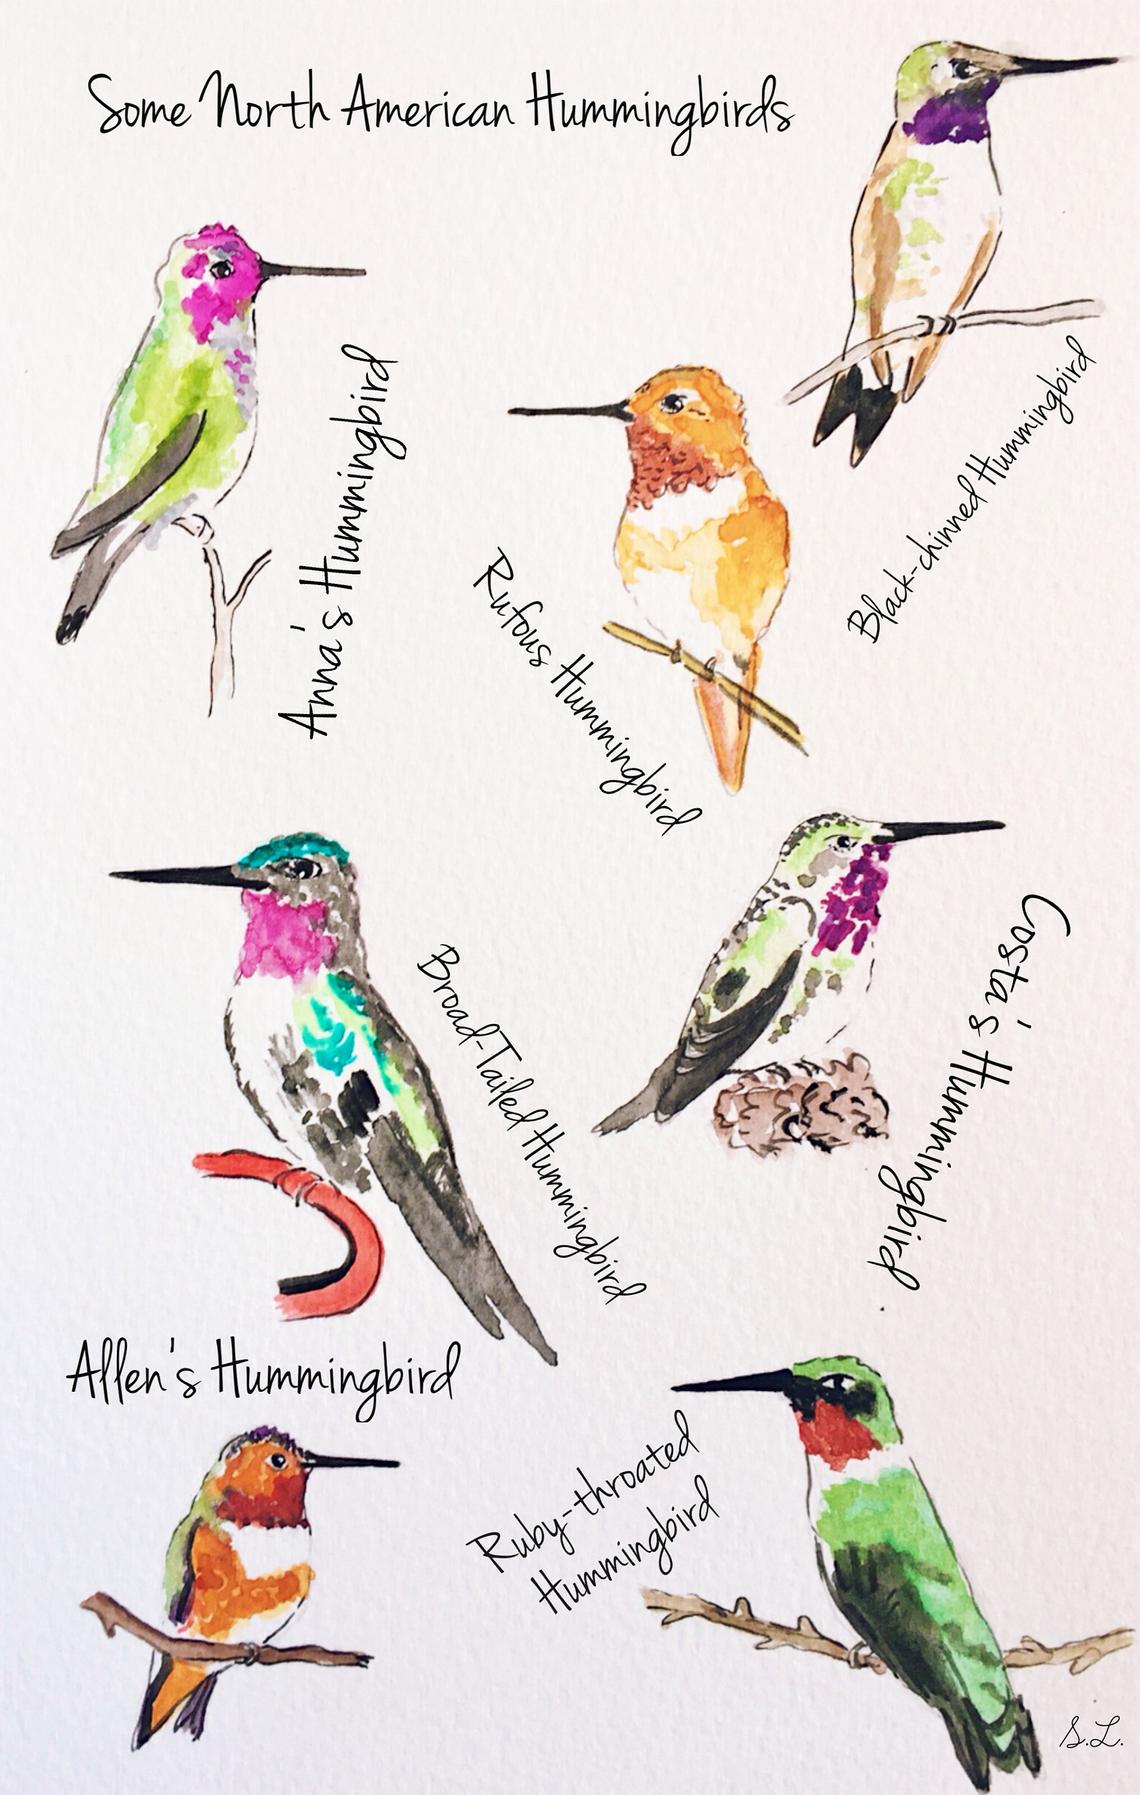 Some North American Hummingbirds
Anna's Hummingbird
Black-chinned Hummingbird
Rufous Hummingbird
Broad-Tailed Hummingbird
Costa's Hummingbird
Allen's Hummingbird
Ruby-throated
Hummingbird
S.L.